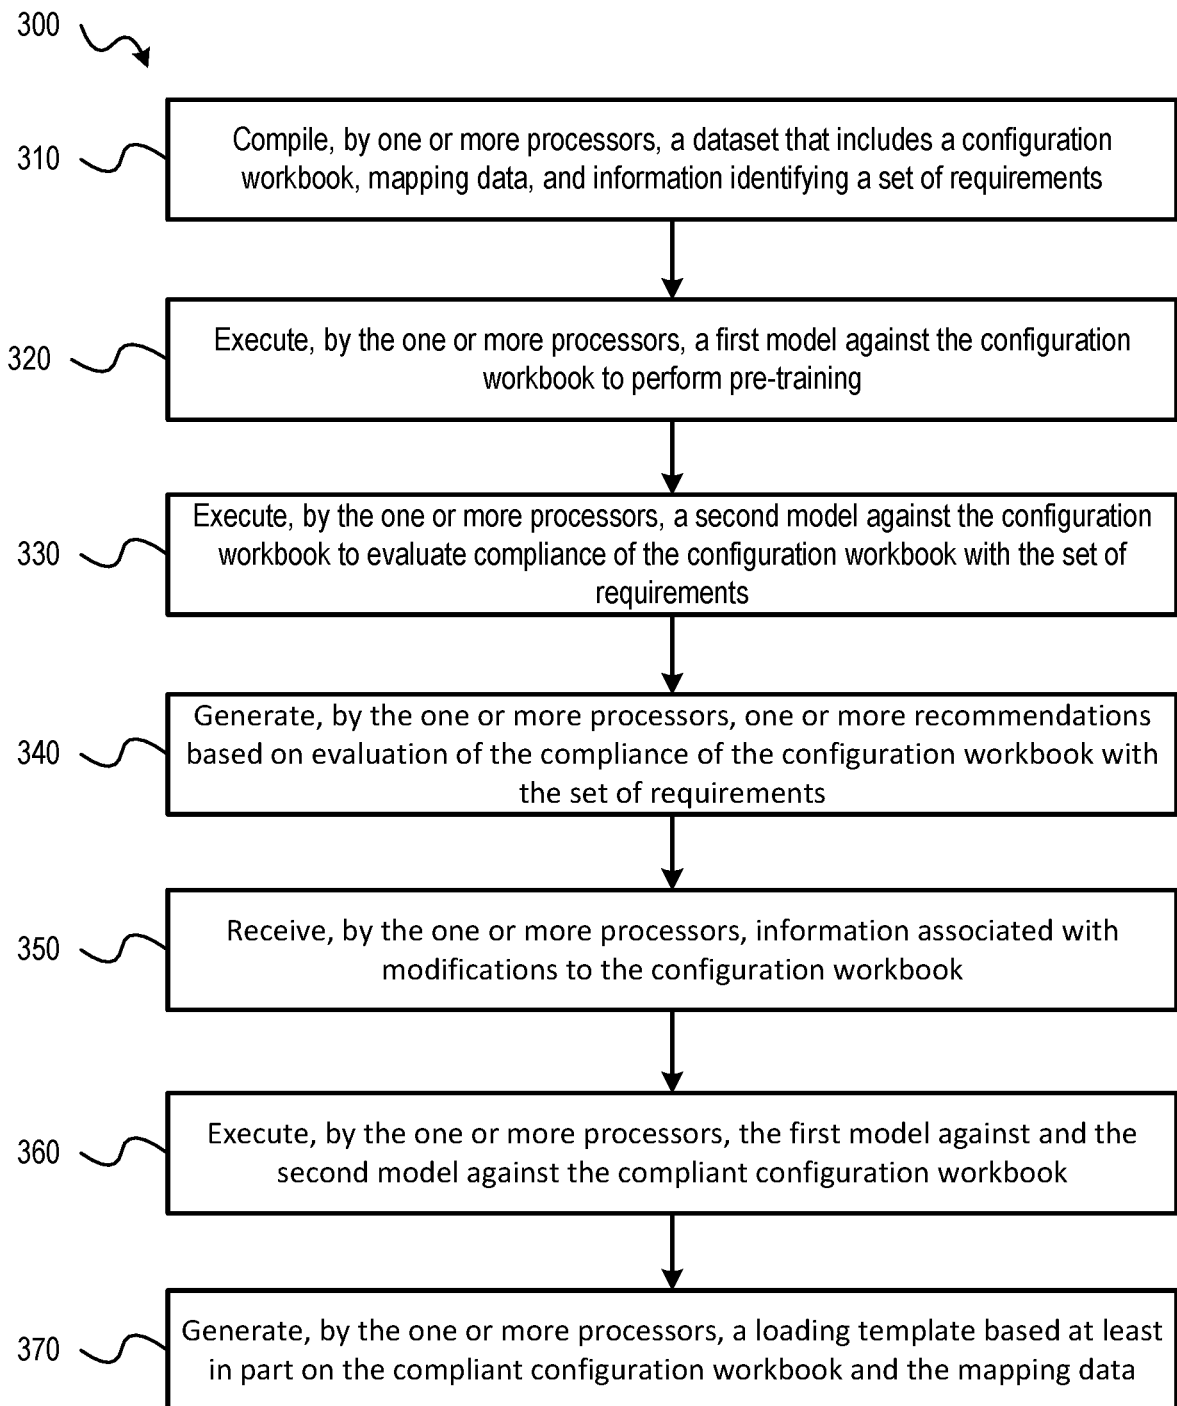 300
310
Compile, by one or more processors, a dataset that includes a configuration
workbook, mapping data, and information identifying a set of requirements
320
Execute, by the one or more processors, a first model against the configuration
workbook to perform pre-training
330
Execute, by the one or more processors, a second model against the configuration
workbook to evaluate compliance of the configuration workbook with the set of
requirements
340
Generate, by the one or more processors, one or more recommendations
based on evaluation of the compliance of the configuration workbook with
the set of requirements
350
Receive, by the one or more processors, information associated with
modifications to the configuration workbook
360
Execute, by the one or more processors, the first model against and the
second model against the compliant configuration workbook
370
Generate, by the one or more processors, a loading template based at least
in part on the compliant configuration workbook and the mapping data